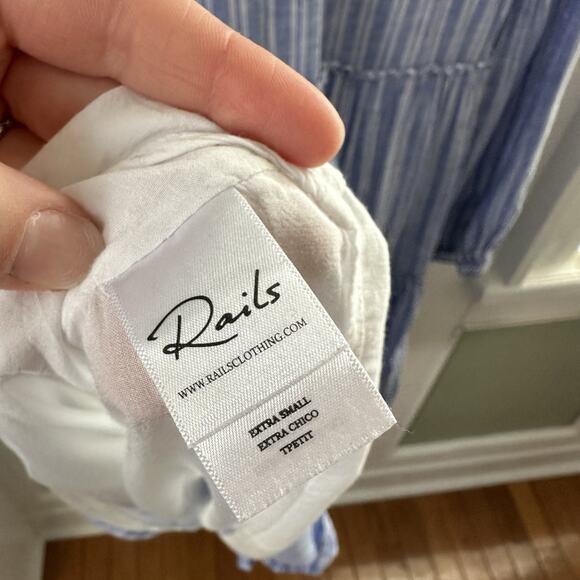 Rails
WWW.RAILSCLOTHING.COM
EXTRA SMALL
EXTRA CHICO
TPETIT